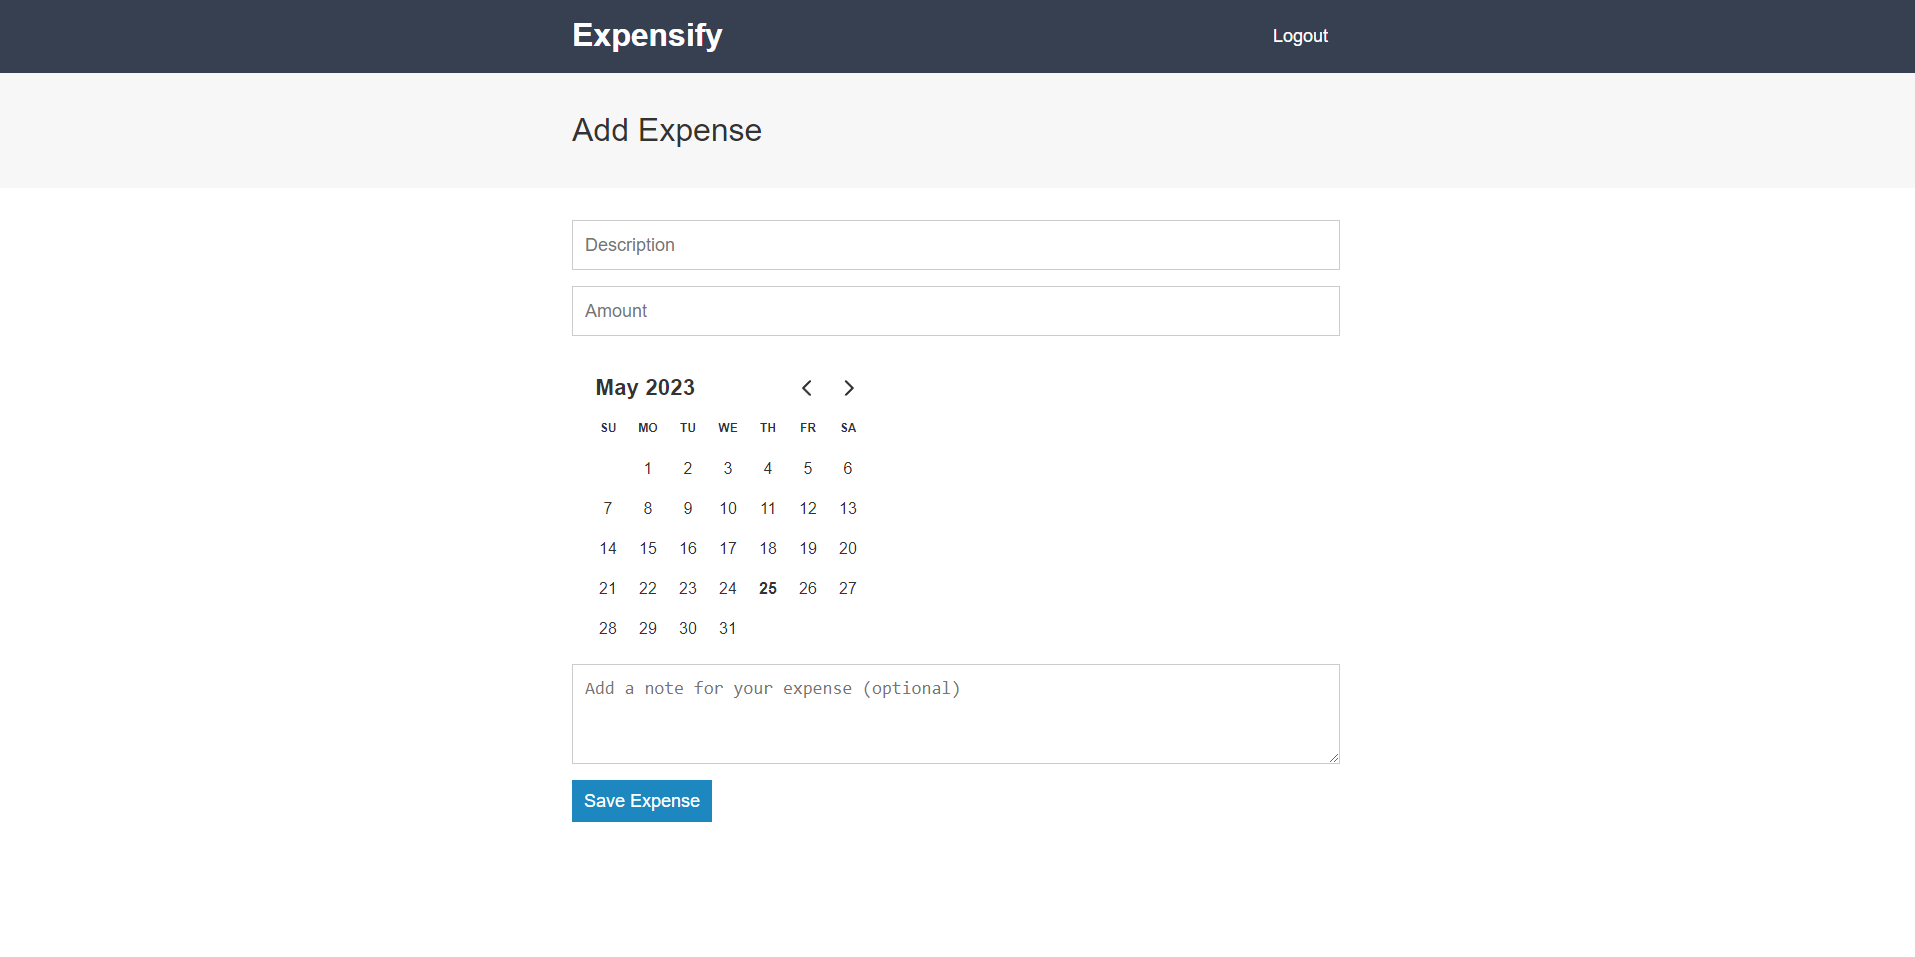 Expensify Logout
Add Expense
Description
Amount
May 2023
SU MO TU WE TH FR SA
1 2 3 4 5 6
7 8 9 10 11 12 13
14 15 16 17 18 19 20
21 22 23 24 25 26 27
28 29 30 31
Add a note for your expense (optional)
Save Expense